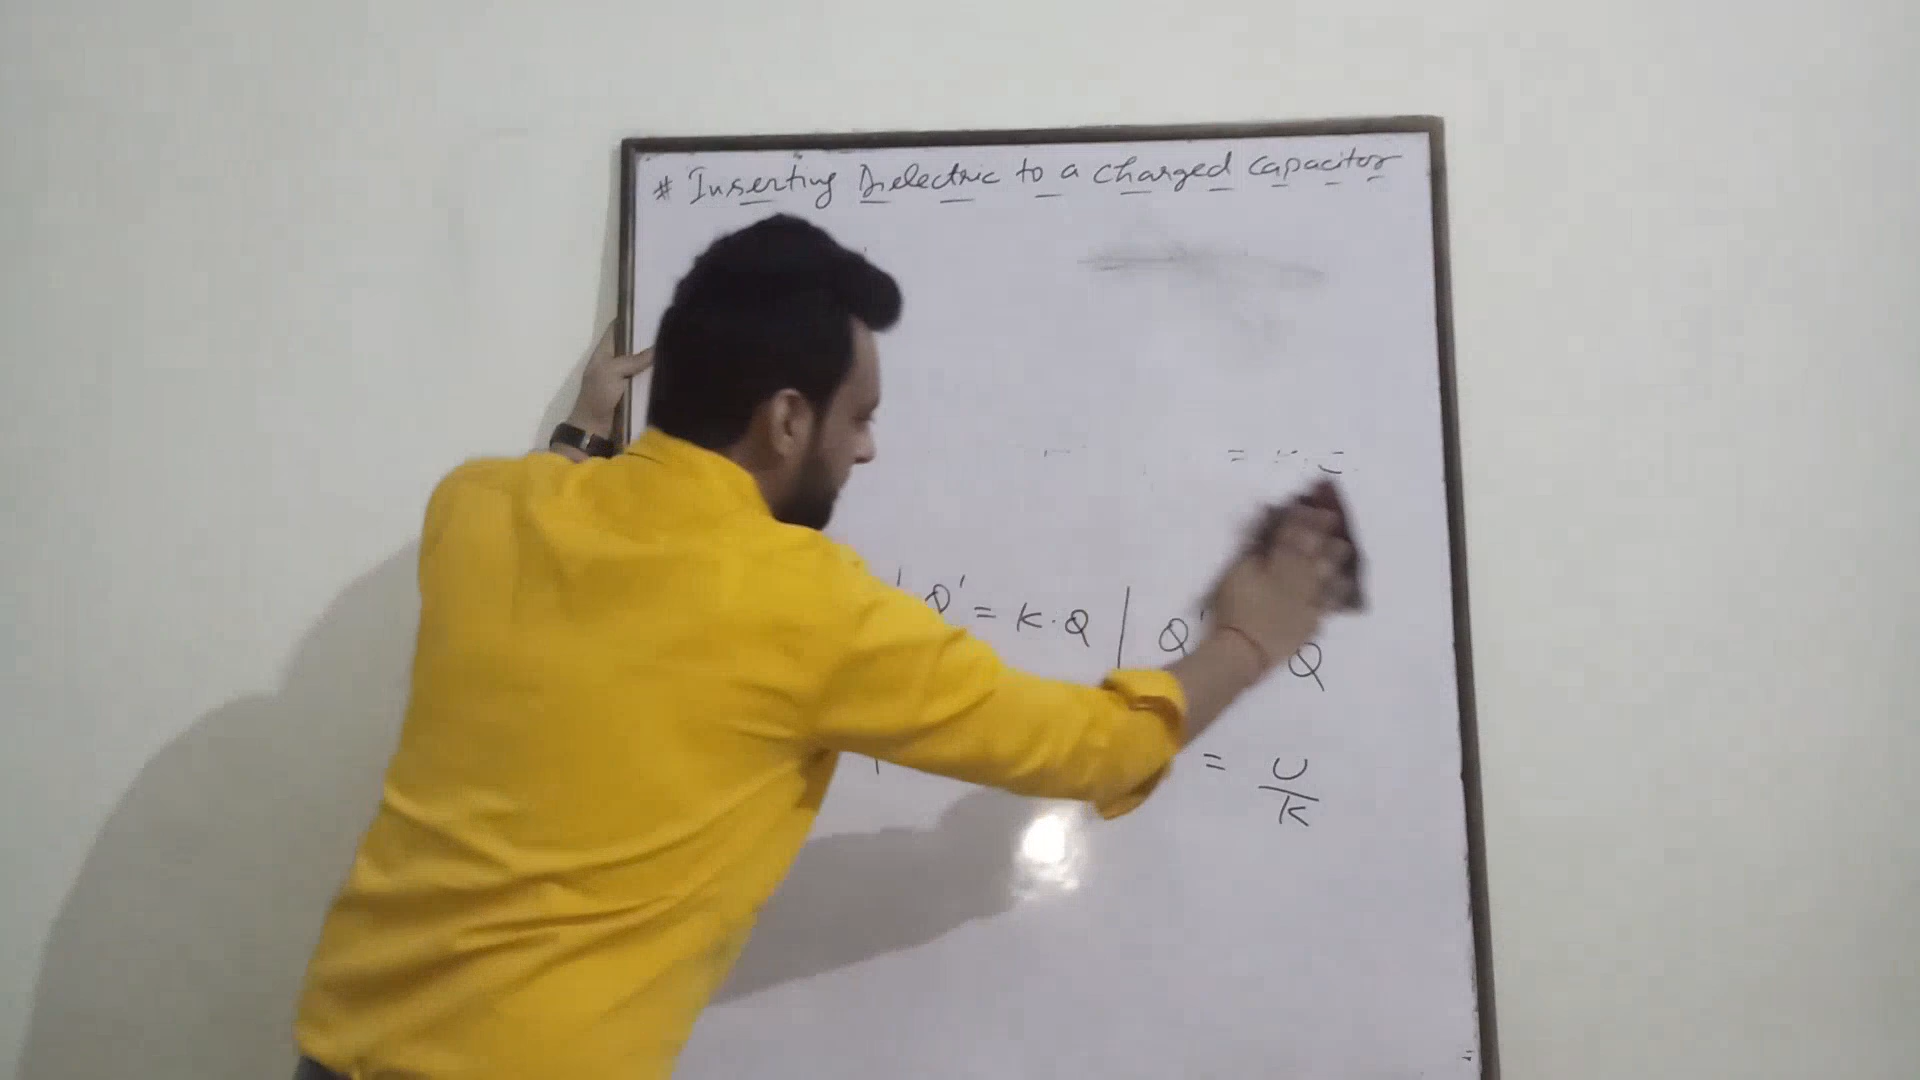 # Inserting Dielectric to a charged capacitor
Q' = K·Q | Q' Q
= U/K